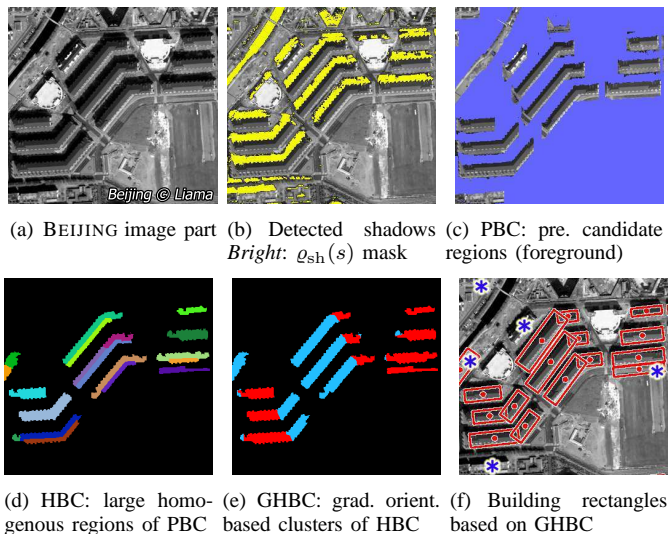 Beijing © Liama
(a) BEIJING image part (b) Detected shadows (c) PBC: pre. candidate
Bright: ϱsh(s) mask regions (foreground)
(d) HBC: large homo- (e) GHBC: grad. orient. (f) Building rectangles
genous regions of PBC based clusters of HBC based on GHBC